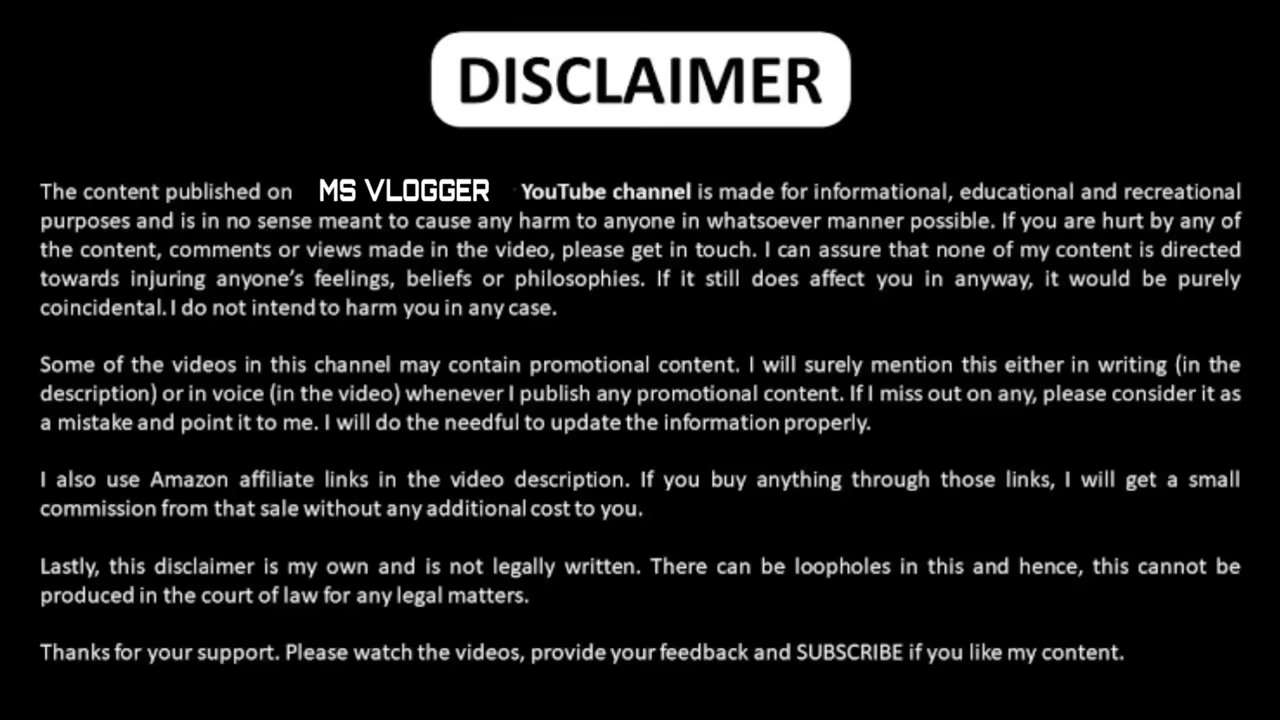 DISCLAIMER
The content published on MS VLOGGER YouTube channel is made for informational, educational and recreational
purposes and is in no sense meant to cause any harm to anyone in whatsoever manner possible. If you are hurt by any of
the content, comments or views made in the video, please get in touch. I can assure that none of my content is directed
towards injuring anyone’s feelings, beliefs or philosophies. If it still does affect you in anyway, it would be purely
coincidental. I do not intend to harm you in any case.
Some of the videos in this channel may contain promotional content. I will surely mention this either in writing (in the
description) or in voice (in the video) whenever I publish any promotional content. If I miss out on any, please consider it as
a mistake and point it to me. I will do the needful to update the information properly.
I also use Amazon affiliate links in the video description. If you buy anything through those links, I will get a small
commission from that sale without any additional cost to you.
Lastly, this disclaimer is my own and is not legally written. There can be loopholes in this and hence, this cannot be
produced in the court of law for any legal matters.
Thanks for your support. Please watch the videos, provide your feedback and SUBSCRIBE if you like my content.